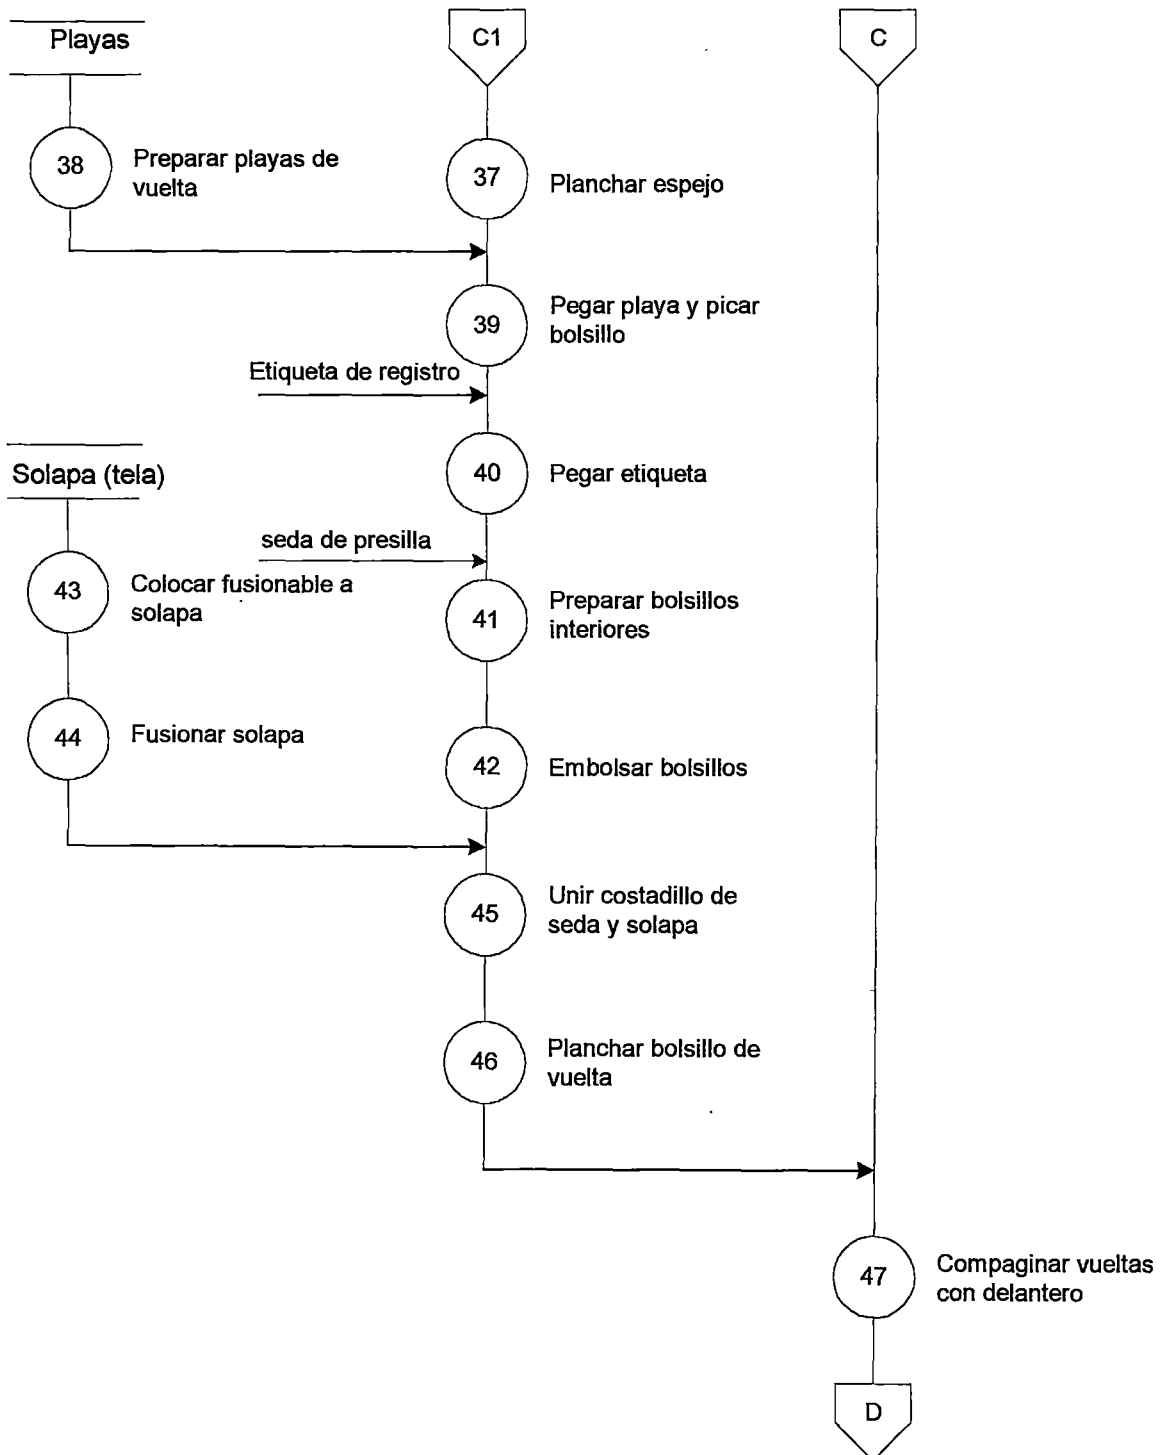 Playas
C1
C
38
Preparar playas de
vuelta
37
Planchar espejo
39
Pegar playa y picar
bolsillo
Etiqueta de registro
40
Pegar etiqueta
Solapa (tela)
seda de presilla
43
Colocar fusionable a
solapa
41
Preparar bolsillos
interiores
44
Fusionar solapa
42
Embolsar bolsillos
45
Unir costadillo de
seda y solapa
46
Planchar bolsillo de
vuelta
47
Compaginar vueltas
con delantero
D